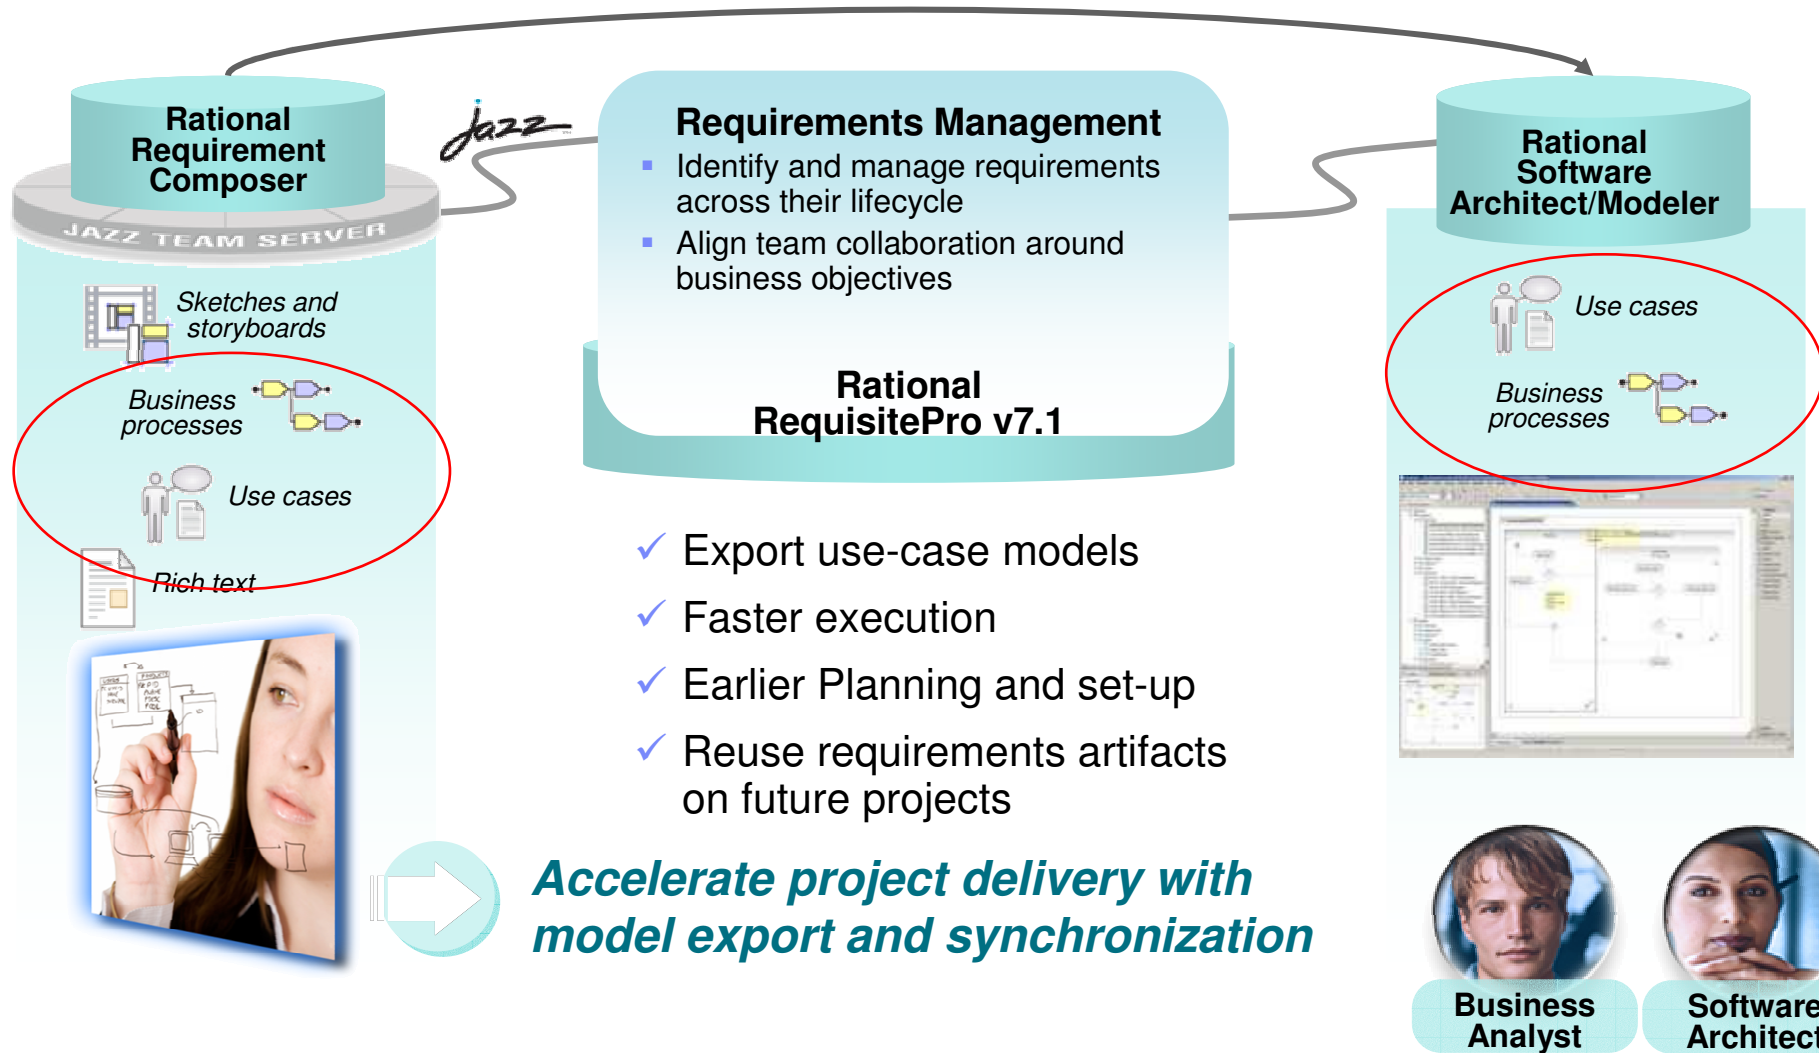 Rational
Requirement
Composer
JAZZ TEAM SERVER
jazz
Sketches and
storyboards
Business
processes
Use cases
Rich text
Requirements Management
Identify and manage requirements
across their lifecycle
Align team collaboration around
business objectives
Rational
RequisitePro v7.1
✓ Export use-case models
✓ Faster execution
✓ Earlier Planning and set-up
✓ Reuse requirements artifacts
on future projects
Accelerate project delivery with
model export and synchronization
Rational
Software
Architect/Modeler
Use cases
Business
processes
Business
Analyst
Software
Architect